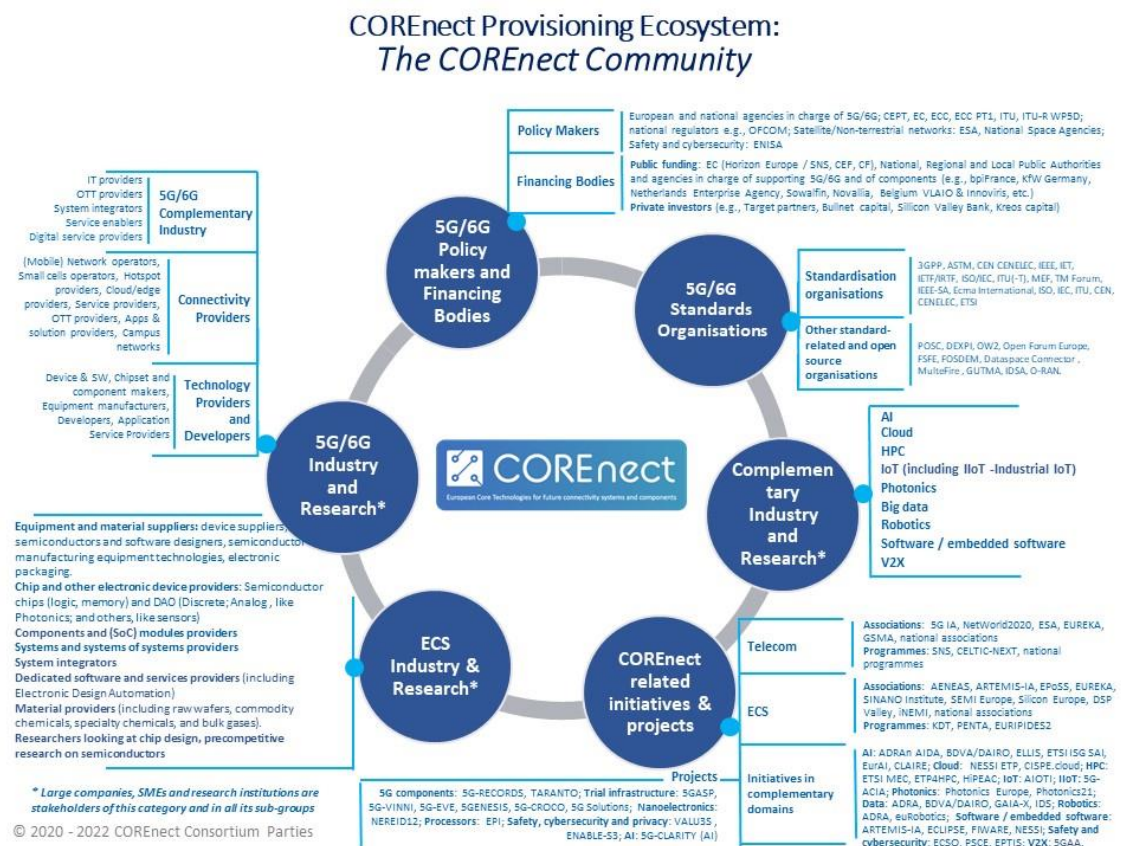 COREnect Provisioning Ecosystem:
The COREnect Community
Policy Makers
European and national agencies in charge of 5G/6G; CEPT, EC, ECC, ECC PT1, ITU, ITU-R WP5D;
national regulators e.g., OFCOM; Satellite/Non-terrestrial networks: ESA, National Space Agencies;
Safety and cybersecurity: ENISA
Financing Bodies
Public funding: EC (Horizon Europe / SNS, CEF, CF), National, Regional and Local Public Authorities
and agencies in charge of supporting 5G/6G and of components (e.g., bpiFrance, KfW Germany,
Netherlands Enterprise Agency, Sowalfin, Novallia, Belgium VLAIO & Innoviris, etc.)
Private investors (e.g., Target partners, Bullnet capital, Sillicon Valley Bank, Kreos capital)
IT providers
OTT providers
System integrators
Service enablers
Digital service providers
5G/6G
Complementary
Industry
(Mobile) Network operators,
Small cells operators, Hotspot
providers, Cloud/edge
providers, Service providers,
OTT providers, Apps &
solution providers, Campus
networks
Connectivity
Providers
Device & SW, Chipset and
component makers,
Equipment manufacturers,
Developers, Application
Service Providers
Technology
Providers
and
Developers
5G/6G
Policy
makers and
Financing
Bodies
5G/6G
Standards
Organisations
Standardisation
organisations
3GPP, ASTM, CEN CENELEC, IEEE, IET,
IETF/IRTF, ISO/IEC, ITU(-T), MEF, TM Forum,
IEEE-SA, Ecma International, ISO, IEC, ITU, CEN,
CENELEC, ETSI
Other standard-
related and open
source
organisations
POSC, DEXPI, OW2, Open Forum Europe,
FSFE, FOSDEM, Dataspace Connector ,
MulteFire , GUTMA, IDSA, O-RAN.
5G/6G
Industry
and
Research*
COREnect
European Core Technologies for future connectivity systems and components
Complemen
tary
Industry
and
Research*
AI
Cloud
HPC
IoT (including IIoT -Industrial IoT)
Photonics
Big data
Robotics
Software / embedded software
V2X
Equipment and material suppliers: device suppliers,
semiconductors and software designers, semiconductor
manufacturing equipment technologies, electronic
packaging.
Chip and other electronic device providers: Semiconductor
chips (logic, memory) and DAO (Discrete; Analog , like
Photonics; and others, like sensors)
Components and (SoC) modules providers
Systems and systems of systems providers
System integrators
Dedicated software and services providers (including
Electronic Design Automation)
Material providers (including raw wafers, commodity
chemicals, specialty chemicals, and bulk gases).
Researchers looking at chip design, precompetitive
research on semiconductors
ECS
Industry &
Research*
COREnect
related
initiatives &
projects
Telecom
Associations: 5G IA, NetWorld2020, ESA, EUREKA,
GSMA, national associations
Programmes: SNS, CELTIC-NEXT, national
programmes
ECS
Associations: AENEAS, ARTEMIS-IA, EPoSS, EUREKA,
SINANO Institute, SEMI Europe, Silicon Europe, DSP
Valley, iNEMI, national associations
Programmes: KDT, PENTA, EURIPIDES2
Initiatives in
complementary
domains
AI: ADRAn AIDA, BDVA/DAIRO, ELLIS, ETSI ISG SAI,
EurAI, CLAIRE; Cloud: NESSI ETP, CISPE.cloud; HPC:
ETSI MEC, ETP4HPC, HiPEAC; IoT: AIOTI; IIoT: 5G-
ACIA; Photonics: Photonics Europe, Photonics21;
Data: ADRA, BDVA/DAIRO, GAIA-X, IDS; Robotics:
ADRA, euRobotics; Software / embedded software:
ARTEMIS-IA, ECLIPSE, FIWARE, NESSI; Safety and
cybersecurity: ECSO, PSCE, EPTIS; V2X: 5GAA,
Projects
5G components: 5G-RECORDS, TARANTO; Trial infrastructure: 5GASP,
5G-VINNI, 5G-EVE, 5GENESIS, 5G-CROCO, 5G Solutions; Nanoelectronics:
NEREID12; Processors: EPI; Safety, cybersecurity and privacy: VALU3S ,
ENABLE-S3; AI: 5G-CLARITY (AI)
* Large companies, SMEs and research institutions are
stakeholders of this category and in all its sub-groups
© 2020 - 2022 COREnect Consortium Parties